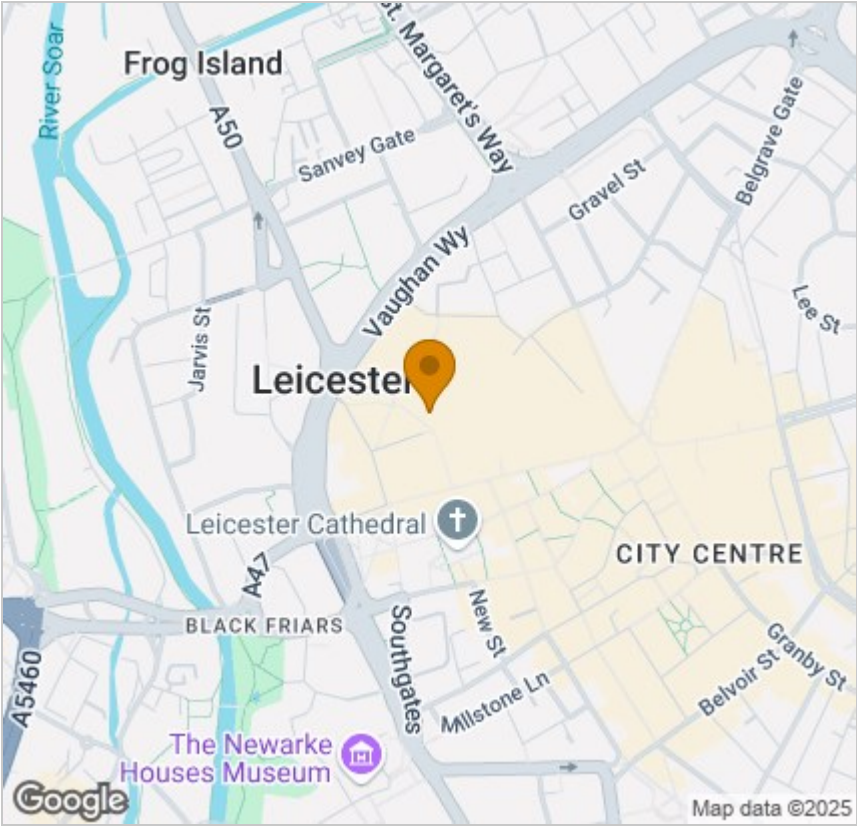 River Soar
Frog Island
A50
St. Margaret's Way
Sanvey Gate
Belgrave Gate
Gravel St
Vaughan Wy
Lee St
Jarvis St
Leicester
Leicester Cathedral
CITY CENTRE
A4>
New St
BLACK FRIARS
Southgates
Granby St
Belvoir St
A5460
Millstone Ln
The Newarke
Houses Museum
Google
Map data ©2025